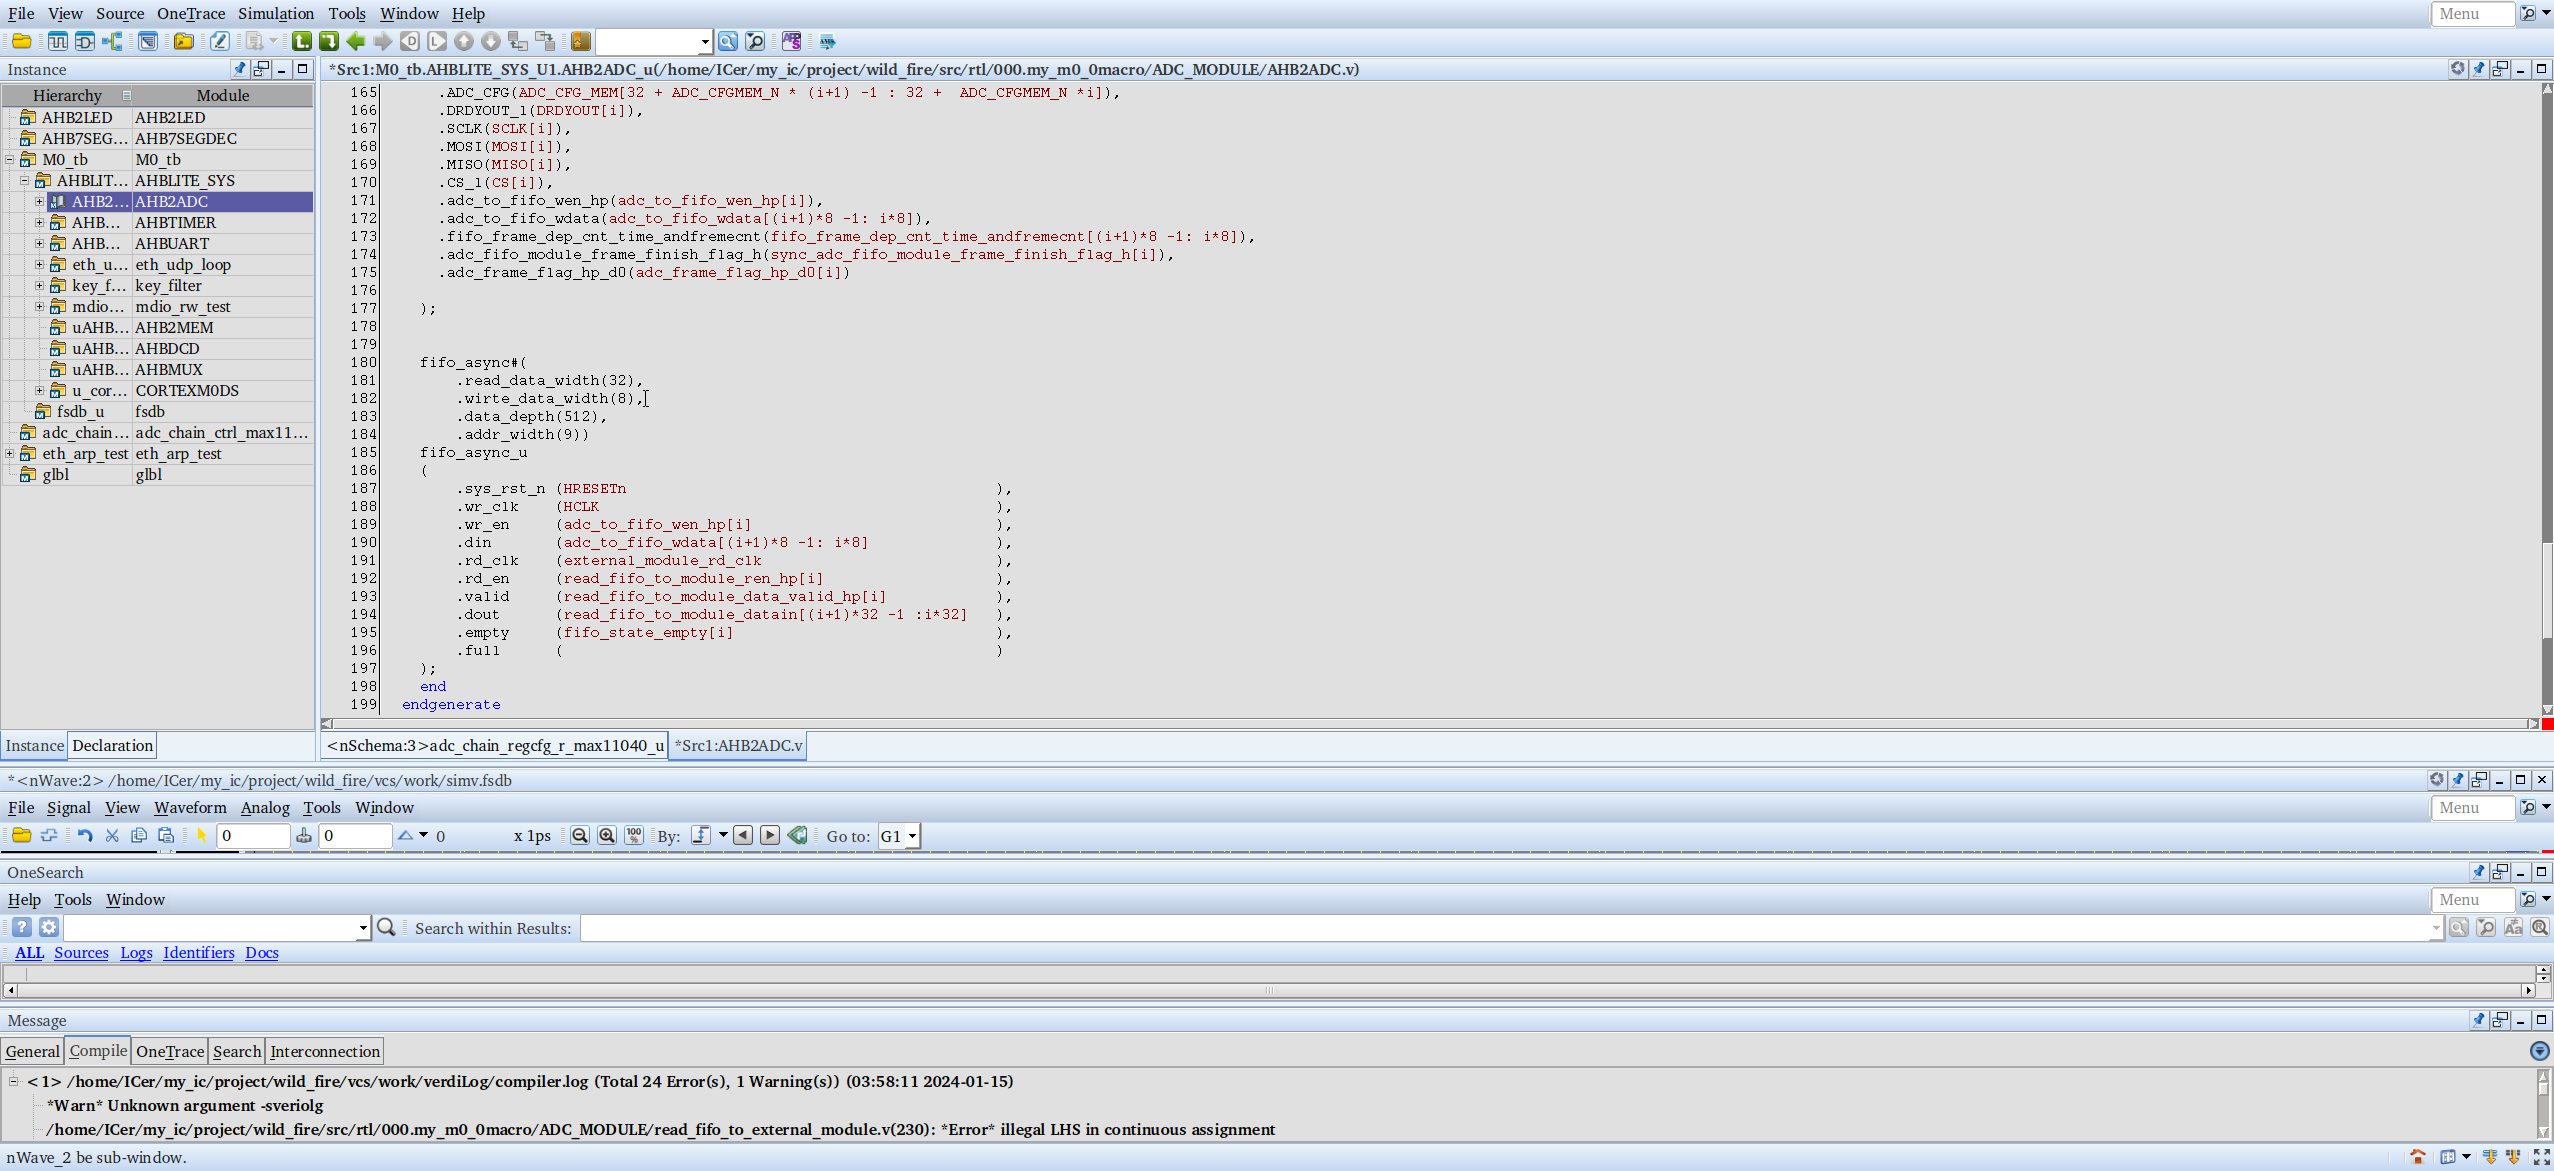 File View Source OneTrace Simulation Tools Window Help Menu
Instance
*Src1:M0_tb.AHBLITE_SYS_U1.AHB2ADC_u(/home/ICer/my_ic/project/wild_fire/src/rtl/000.my_m0_0macro/ADC_MODULE/AHB2ADC.v)
Hierarchy Module
AHB2LED AHB2LED
AHB7SEG... AHB7SEGDEC
M0_tb M0_tb
AHBLIT... AHBLITE_SYS
AHB2... AHB2ADC
AHB... AHBTIMER
AHB... AHBUART
eth_u... eth_udp_loop
key_f... key_filter
mdio... mdio_rw_test
uAHB... AHB2MEM
uAHB... AHBDCD
uAHB... AHBMUX
u_cor... CORTEXM0DS
fsdb_u fsdb
adc_chain... adc_chain_ctrl_max11...
eth_arp_test eth_arp_test
glbl glbl
Instance Declaration
165 .ADC_CFG(ADC_CFG_MEM[32 + ADC_CFGMEM_N * (i+1) -1 : 32 +  ADC_CFGMEM_N *i]),
166 .DRDYOUT_l(DRDYOUT[i]),
167 .SCLK(SCLK[i]),
168 .MOSI(MOSI[i]),
169 .MISO(MISO[i]),
170 .CS_l(CS[i]),
171 .adc_to_fifo_wen_hp(adc_to_fifo_wen_hp[i]),
172 .adc_to_fifo_wdata(adc_to_fifo_wdata[(i+1)*8 -1: i*8]),
173 .fifo_frame_dep_cnt_time_andfremecnt(fifo_frame_dep_cnt_time_andfremecnt[(i+1)*8 -1: i*8]),
174 .adc_fifo_module_frame_finish_flag_h(sync_adc_fifo_module_frame_finish_flag_h[i]),
175 .adc_frame_flag_hp_d0(adc_frame_flag_hp_d0[i])
176
177 );
178
179
180 fifo_async#(
181 .read_data_width(32),
182 .wirte_data_width(8),
183 .data_depth(512),
184 .addr_width(9))
185 fifo_async_u
186 (
187 .sys_rst_n (HRESETn ),
188 .wr_clk (HCLK ),
189 .wr_en (adc_to_fifo_wen_hp[i] ),
190 .din (adc_to_fifo_wdata[(i+1)*8 -1: i*8] ),
191 .rd_clk (external_module_rd_clk ),
192 .rd_en (read_fifo_to_module_ren_hp[i] ),
193 .valid (read_fifo_to_module_data_valid_hp[i] ),
194 .dout (read_fifo_to_module_datain[(i+1)*32 -1 :i*32] ),
195 .empty (fifo_state_empty[i] ),
196 .full ( )
197 );
198 end
199 endgenerate
<nSchema:3>adc_chain_regcfg_r_max11040_u *Src1:AHB2ADC.v
*<nWave:2> /home/ICer/my_ic/project/wild_fire/vcs/work/simv.fsdb
File Signal View Waveform Analog Tools Window Menu
0 0 0 x 1ps 100 % By: Go to: G1
OneSearch
Help Tools Window Menu
Search within Results:
ALL Sources Logs Identifiers Docs
Message
General Compile OneTrace Search Interconnection
<1> /home/ICer/my_ic/project/wild_fire/vcs/work/verdiLog/compiler.log (Total 24 Error(s), 1 Warning(s)) (03:58:11 2024-01-15)
*Warn* Unknown argument -sveriolg
/home/ICer/my_ic/project/wild_fire/src/rtl/000.my_m0_0macro/ADC_MODULE/read_fifo_to_external_module.v(230): *Error* illegal LHS in continuous assignment
nWave_2 be sub-window.